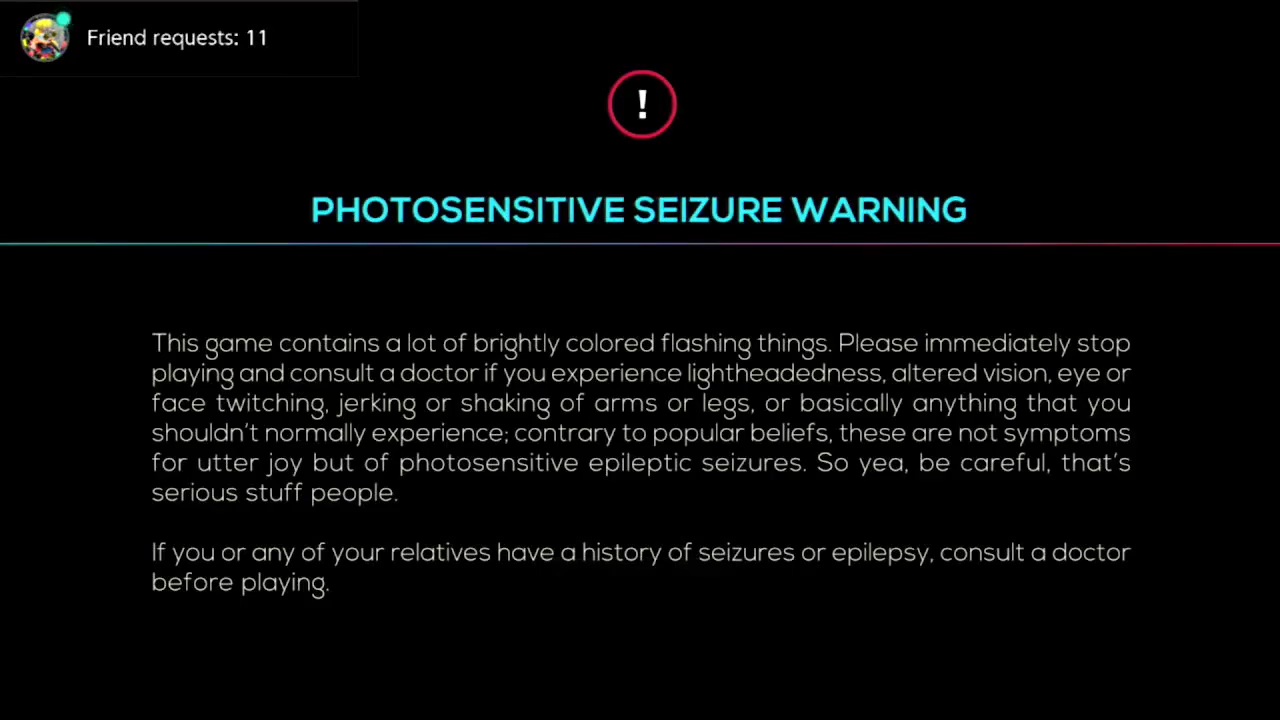 Friend requests: 11
!
PHOTOSENSITIVE SEIZURE WARNING
This game contains a lot of brightly colored flashing things. Please immediately stop
playing and consult a doctor if you experience lightheadedness, altered vision, eye or
face twitching, jerking or shaking of arms or legs, or basically anything that you
shouldn't normally experience; contrary to popular beliefs, these are not symptoms
for utter joy but of photosensitive epileptic seizures. So yea, be careful, that's
serious stuff people.
If you or any of your relatives have a history of seizures or epilepsy, consult a doctor
before playing.